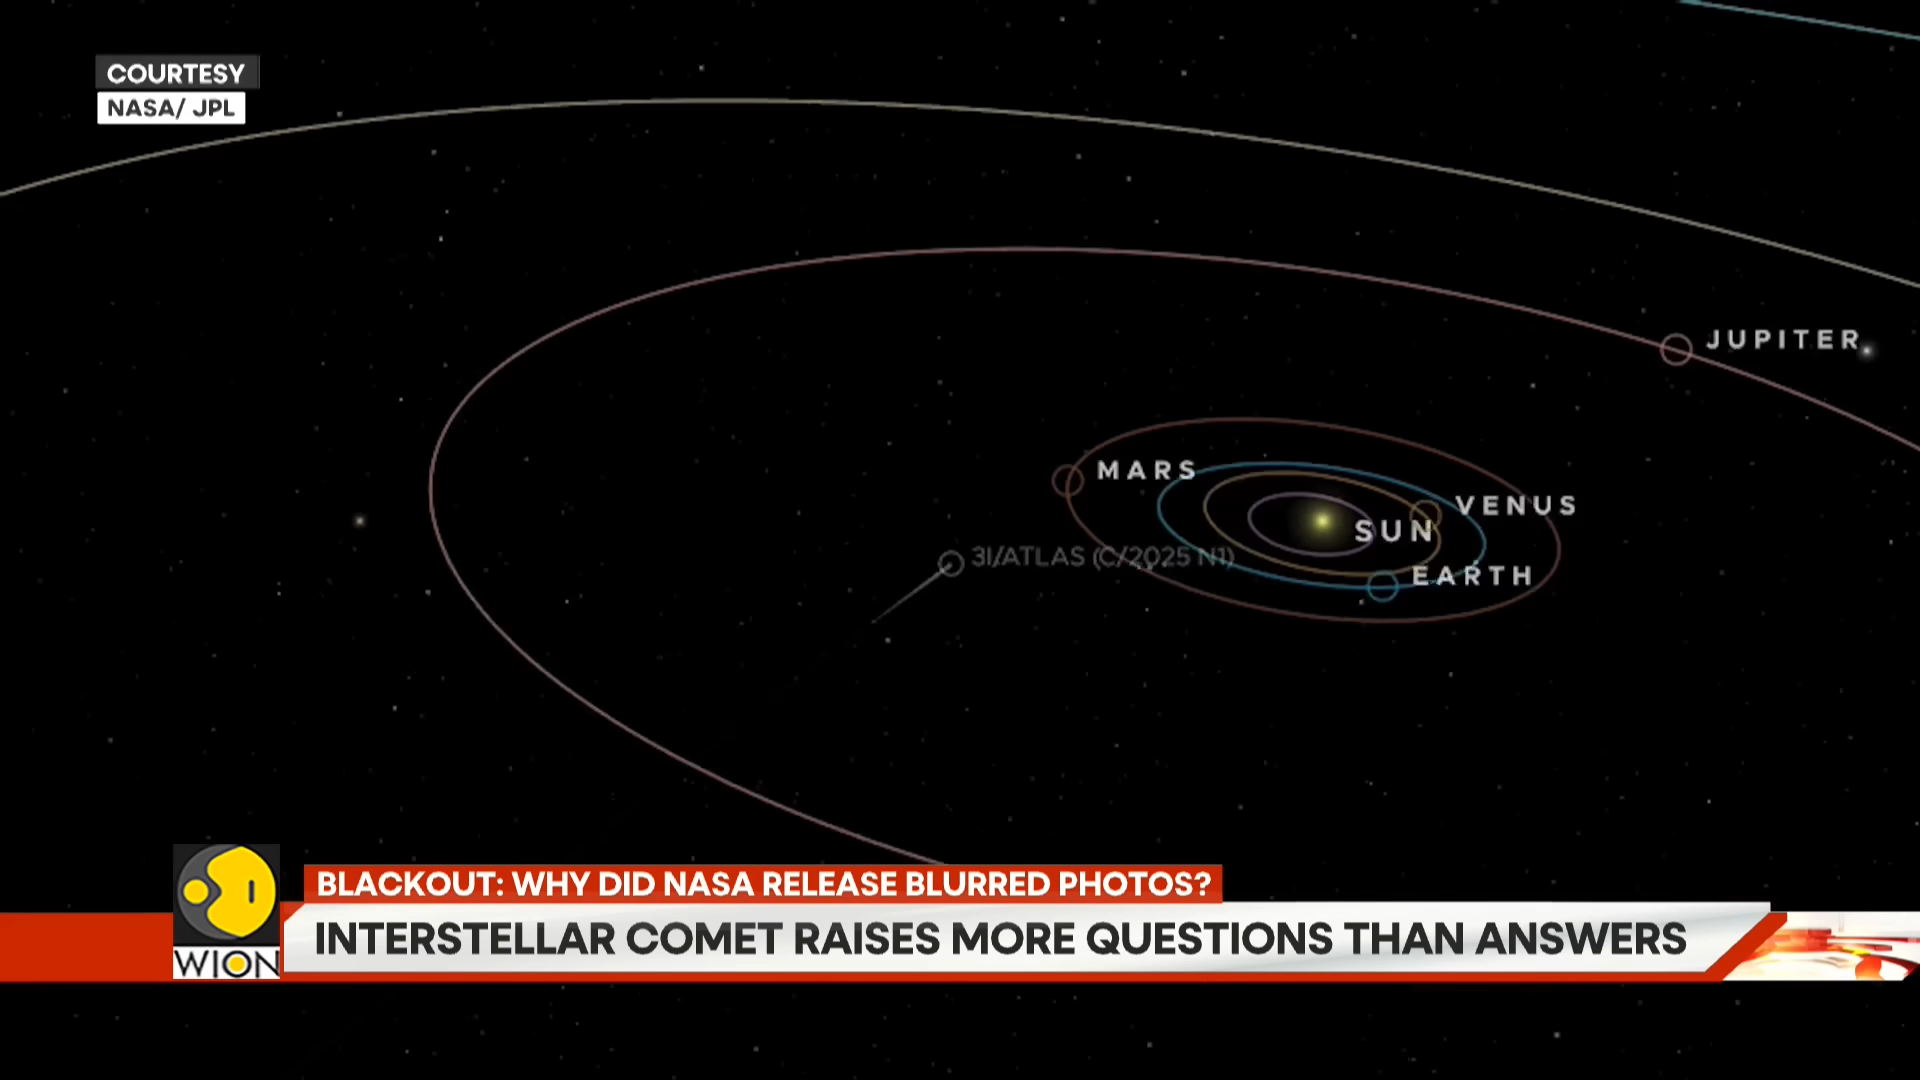 COURTESY
NASA/ JPL
JUPITER
MARS
VENUS
SUN
3I/ATLAS (C/2025 N1)
EARTH
BLACKOUT: WHY DID NASA RELEASE BLURRED PHOTOS?
INTERSTELLAR COMET RAISES MORE QUESTIONS THAN ANSWERS
WION